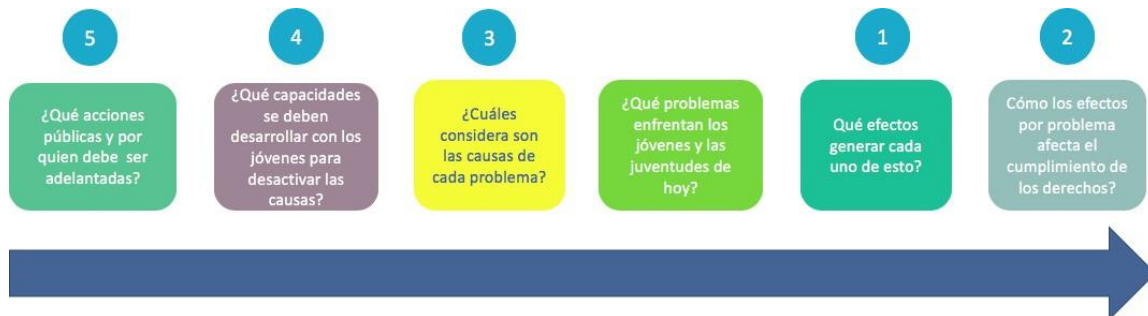 5
4
3
1
2
¿Qué acciones
públicas y por
quien debe  ser
adelantadas?
¿Qué capacidades
se deben
desarrollar con los
jóvenes para
desactivar las
causas?
¿Cuáles
considera son
las causas de
cada problema?
¿Qué problemas
enfrentan los
jóvenes y las
juventudes de
hoy?
Qué efectos
generar cada
uno de esto?
Cómo los efectos
por problema
afecta el
cumplimiento de
los derechos?